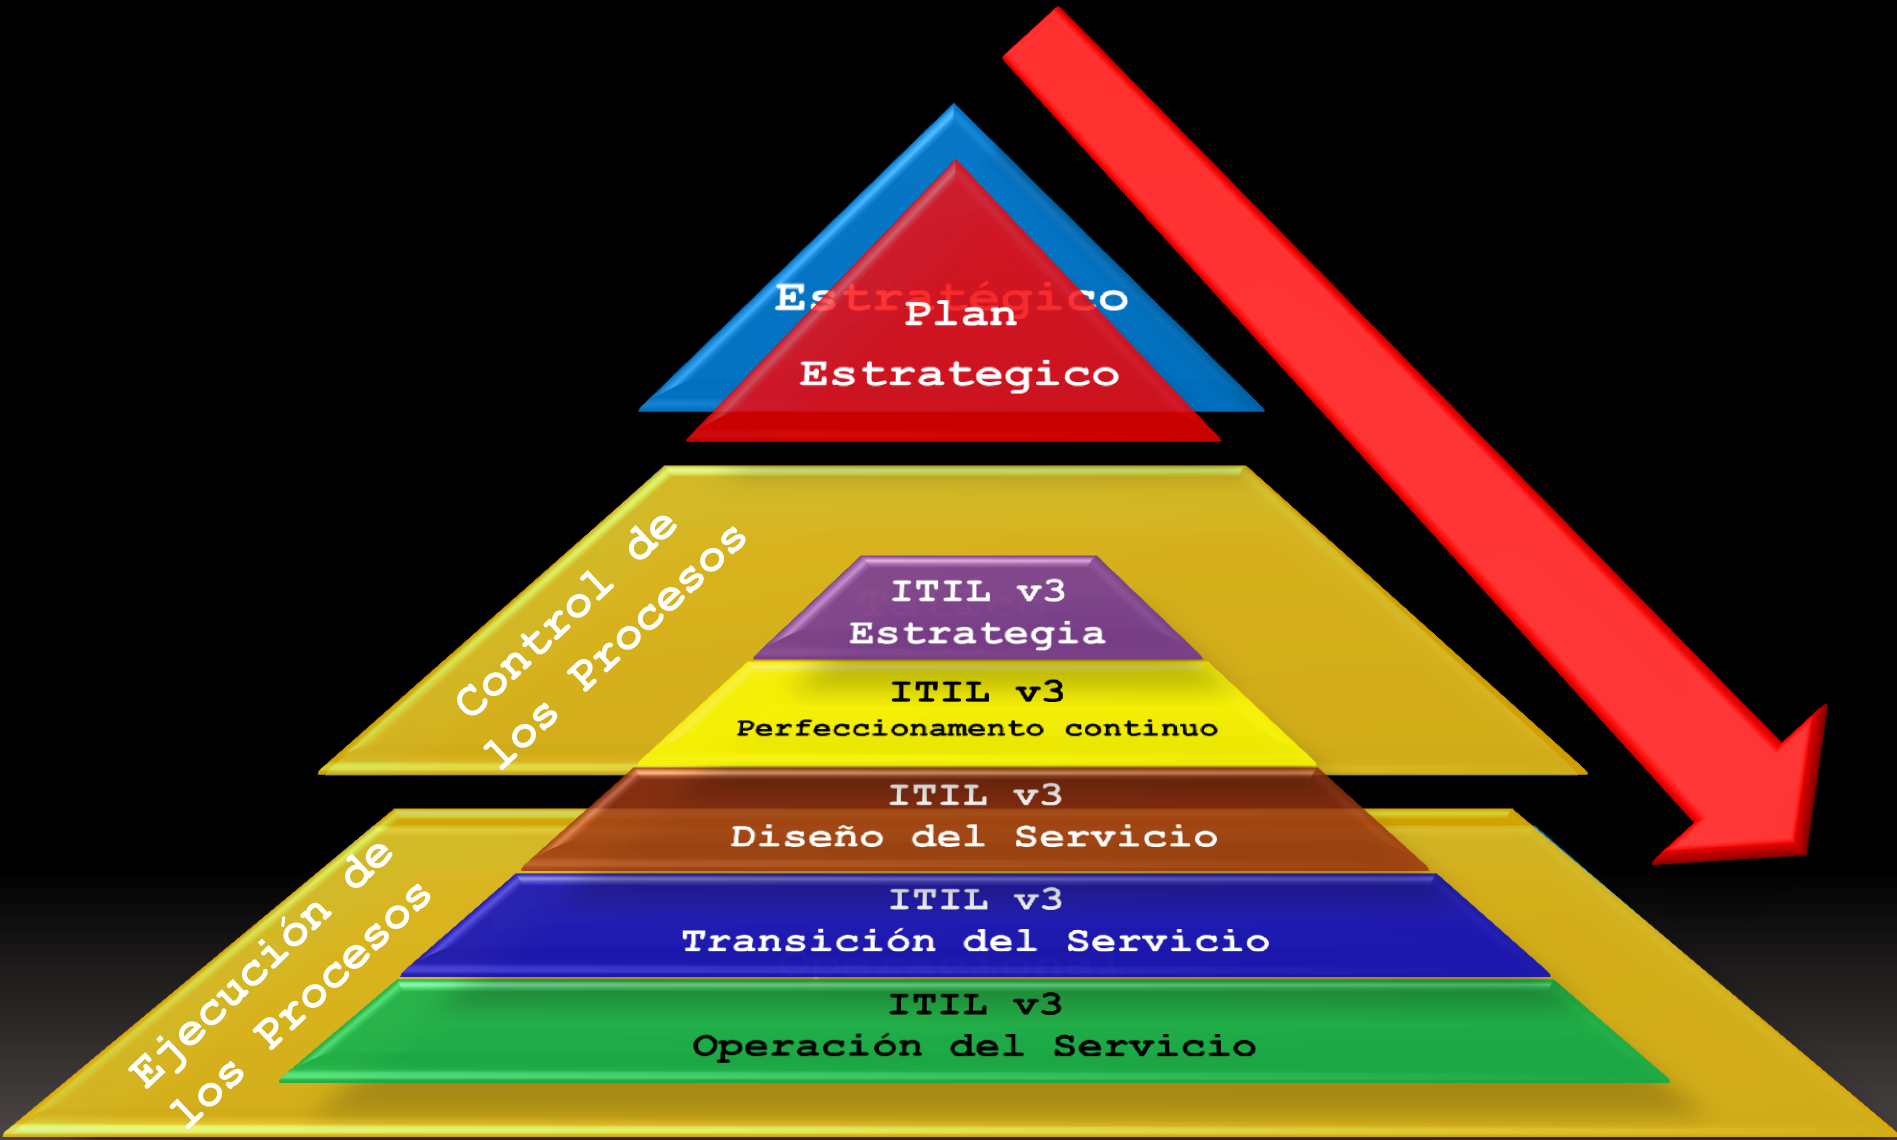 Estratégico
Plan
Estrategico
Control de
los Procesos
ITIL v3
Estrategia
ITIL v3
Perfeccionamento continuo
ITIL v3
Diseño del Servicio
ITIL v3
Transición del Servicio
ITIL v3
Operación del Servicio
Ejecución de
los Procesos